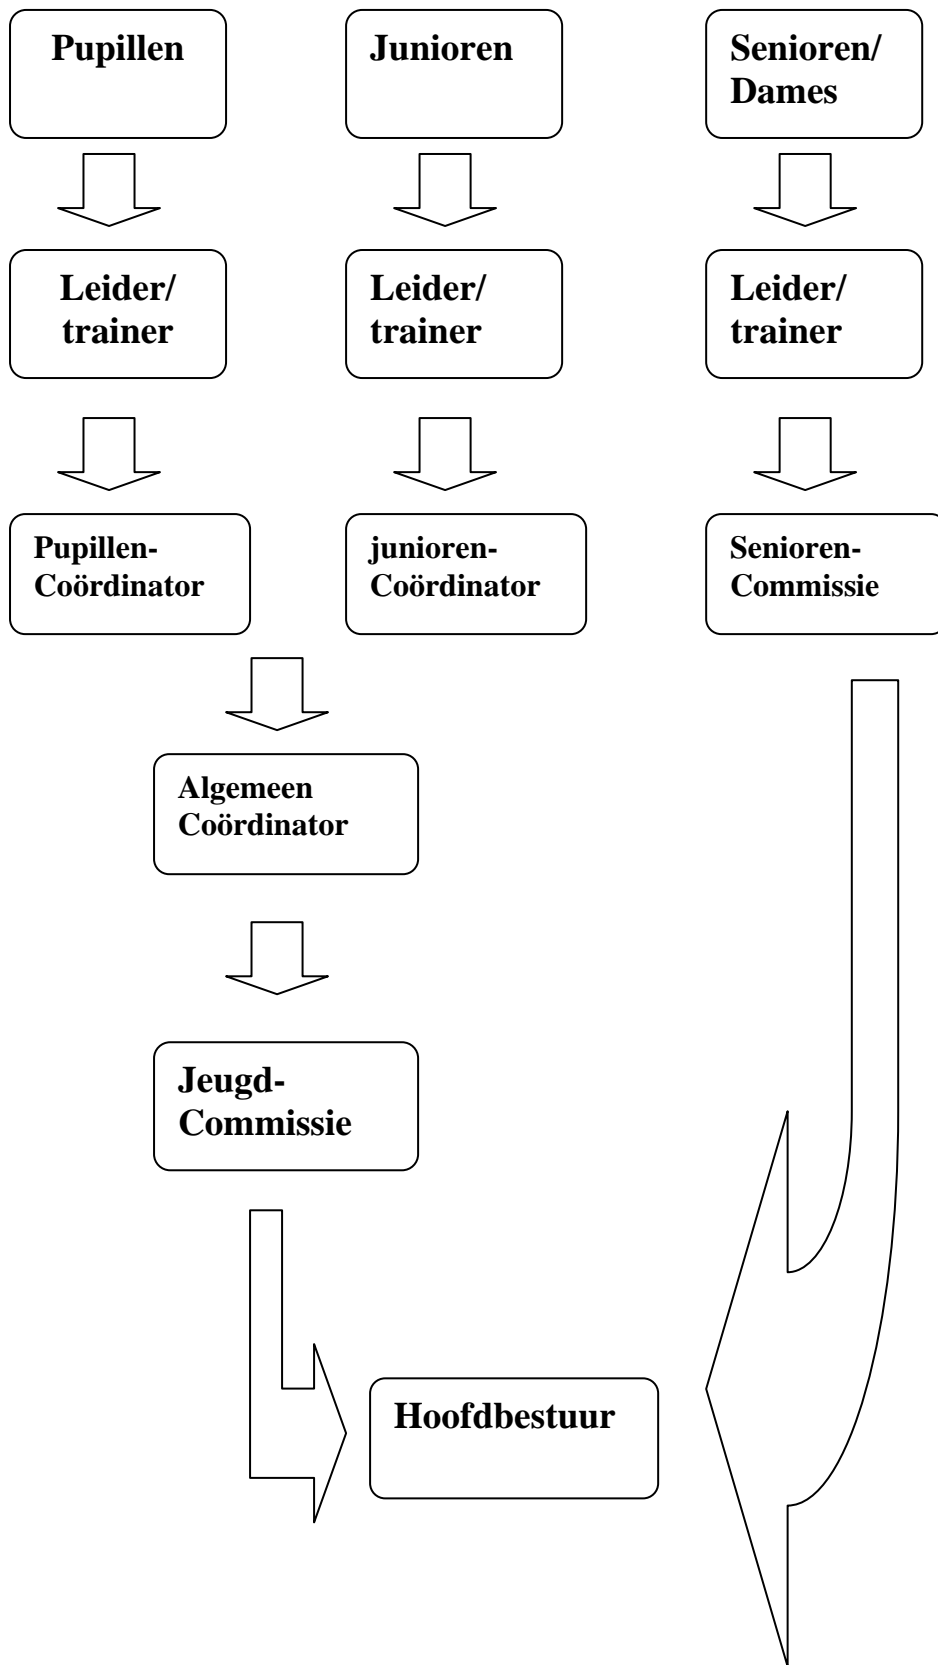 Pupillen
Junioren
Senioren/
Dames
Leider/
trainer
Leider/
trainer
Leider/
trainer
Pupillen-
Coördinator
junioren-
Coördinator
Senioren-
Commissie
Algemeen
Coördinator
Jeugd-
Commissie
Hoofdbestuur